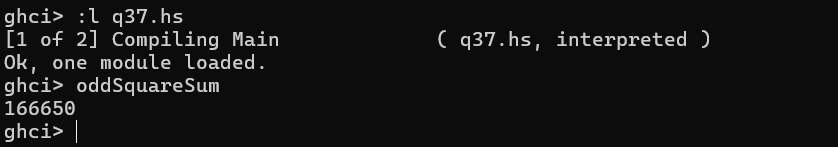 ghci> :l q37.hs
[1 of 2] Compiling Main             ( q37.hs, interpreted )
Ok, one module loaded.
ghci> oddSquareSum
166650
ghci>